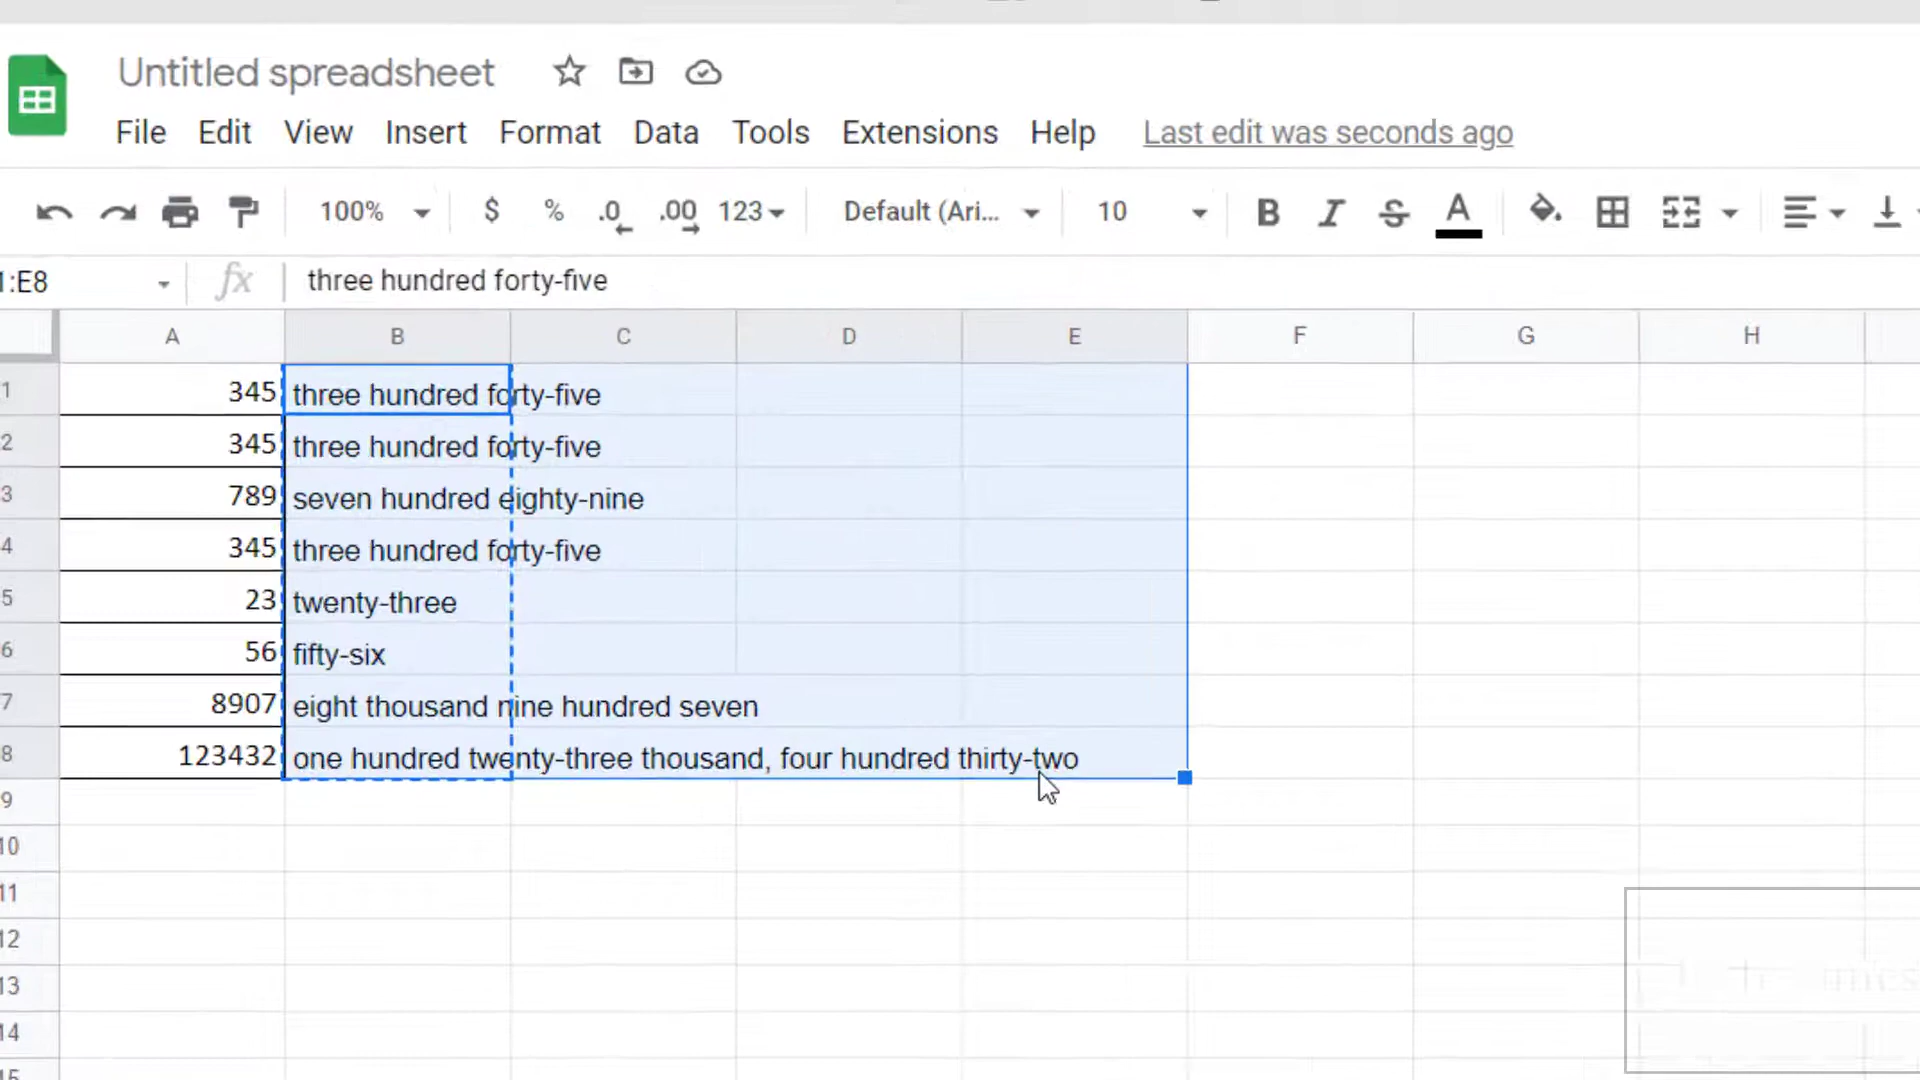 Untitled spreadsheet
File Edit View Insert Format Data Tools Extensions Help Last edit was seconds ago
100% $ % .0 .00 123 Default (Ari... 10 B I S A
:E8 fx three hundred forty-five
A B C D E F G H
1 345 three hundred forty-five
2 345 three hundred forty-five
3 789 seven hundred eighty-nine
4 345 three hundred forty-five
5 23 twenty-three
6 56 fifty-six
7 8907 eight thousand nine hundred seven
8 123432 one hundred twenty-three thousand, four hundred thirty-two
9
10
11
12
13
14
15